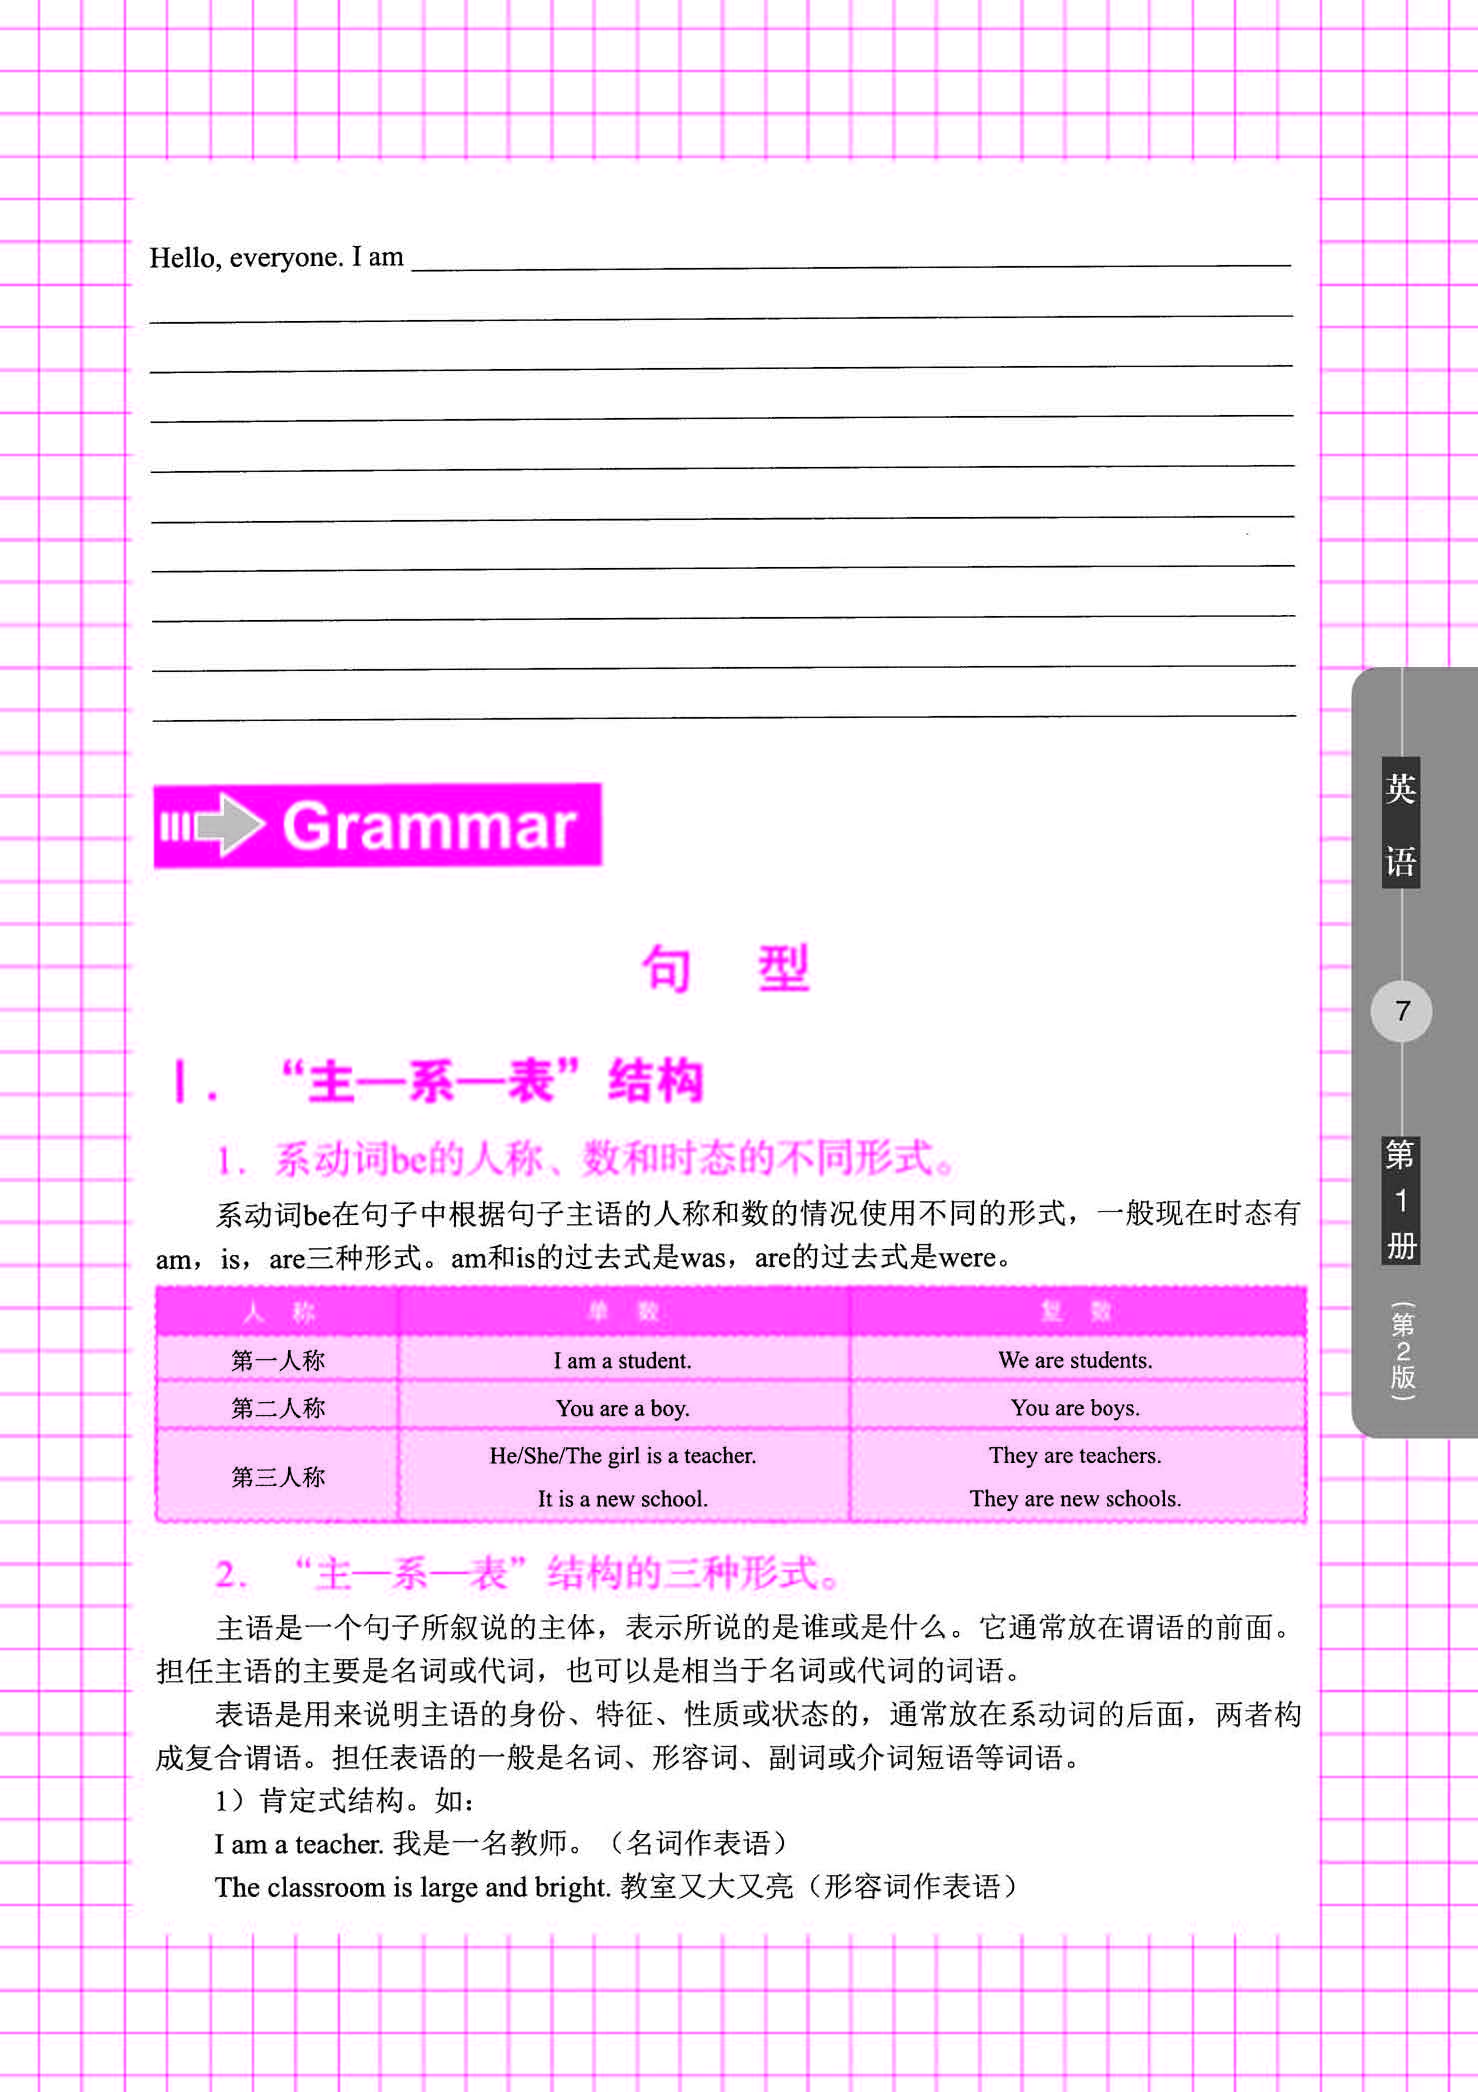 Hello, everyone. I am
Grammar
句 型
Ⅰ. “主—系—表”结构
1. 系动词be的人称、数和时态的不同形式。
系动词be在句子中根据句子主语的人称和数的情况使用不同的形式，一般现在时态有
am，is，are三种形式。am和is的过去式是was，are的过去式是were。
人 称 单 数 复 数
第一人称 I am a student. We are students.
第二人称 You are a boy. You are boys.
第三人称 He/She/The girl is a teacher. They are teachers.
It is a new school. They are new schools.
2. “主—系—表”结构的三种形式。
主语是一个句子所叙说的主体，表示所说的是谁或是什么。它通常放在谓语的前面。
担任主语的主要是名词或代词，也可以是相当于名词或代词的词语。
表语是用来说明主语的身份、特征、性质或状态的，通常放在系动词的后面，两者构
成复合谓语。担任表语的一般是名词、形容词、副词或介词短语等词语。
1）肯定式结构。如：
I am a teacher. 我是一名教师。（名词作表语）
The classroom is large and bright. 教室又大又亮（形容词作表语）
英语
7
第1册
（第2版）